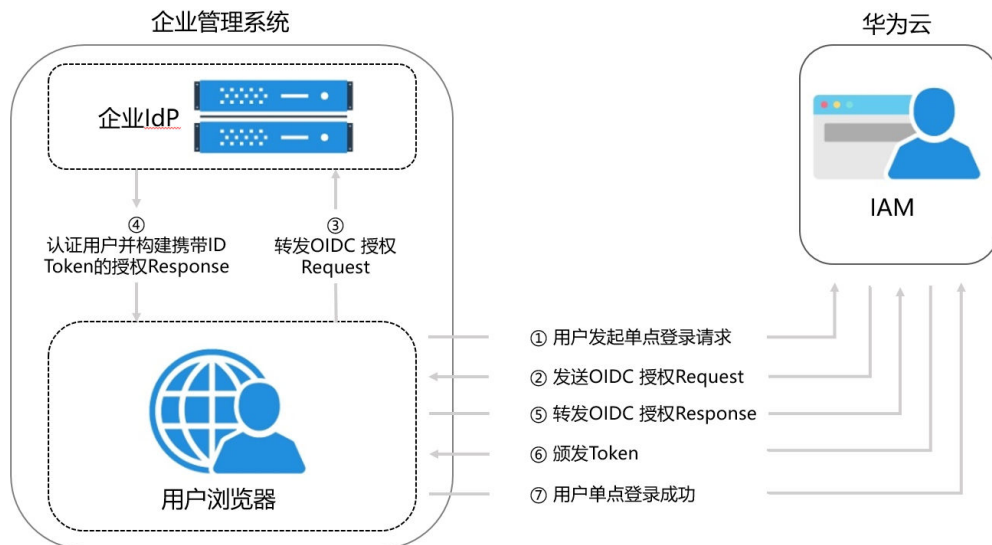 企业管理系统
华为云
企业IdP
IAM
④
认证用户并构建携带ID
Token的授权Response
③
转发OIDC 授权
Request
① 用户发起单点登录请求
② 发送OIDC 授权Request
⑤ 转发OIDC 授权Response
⑥ 颁发Token
⑦ 用户单点登录成功
用户浏览器